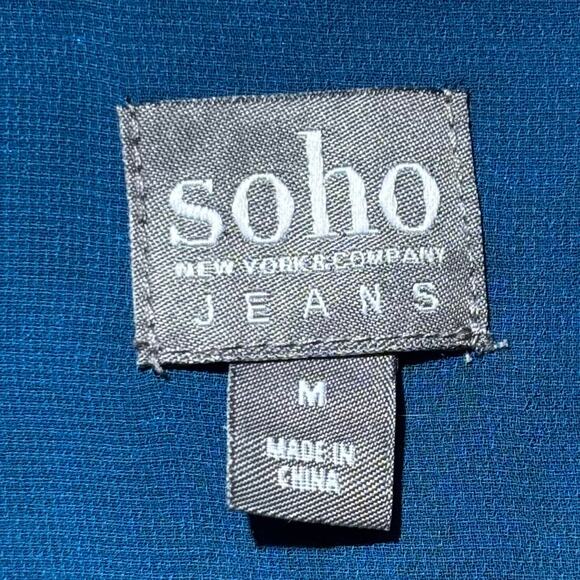 soho
NEW YORK & COMPANY
JEANS
M
MADE IN
CHINA